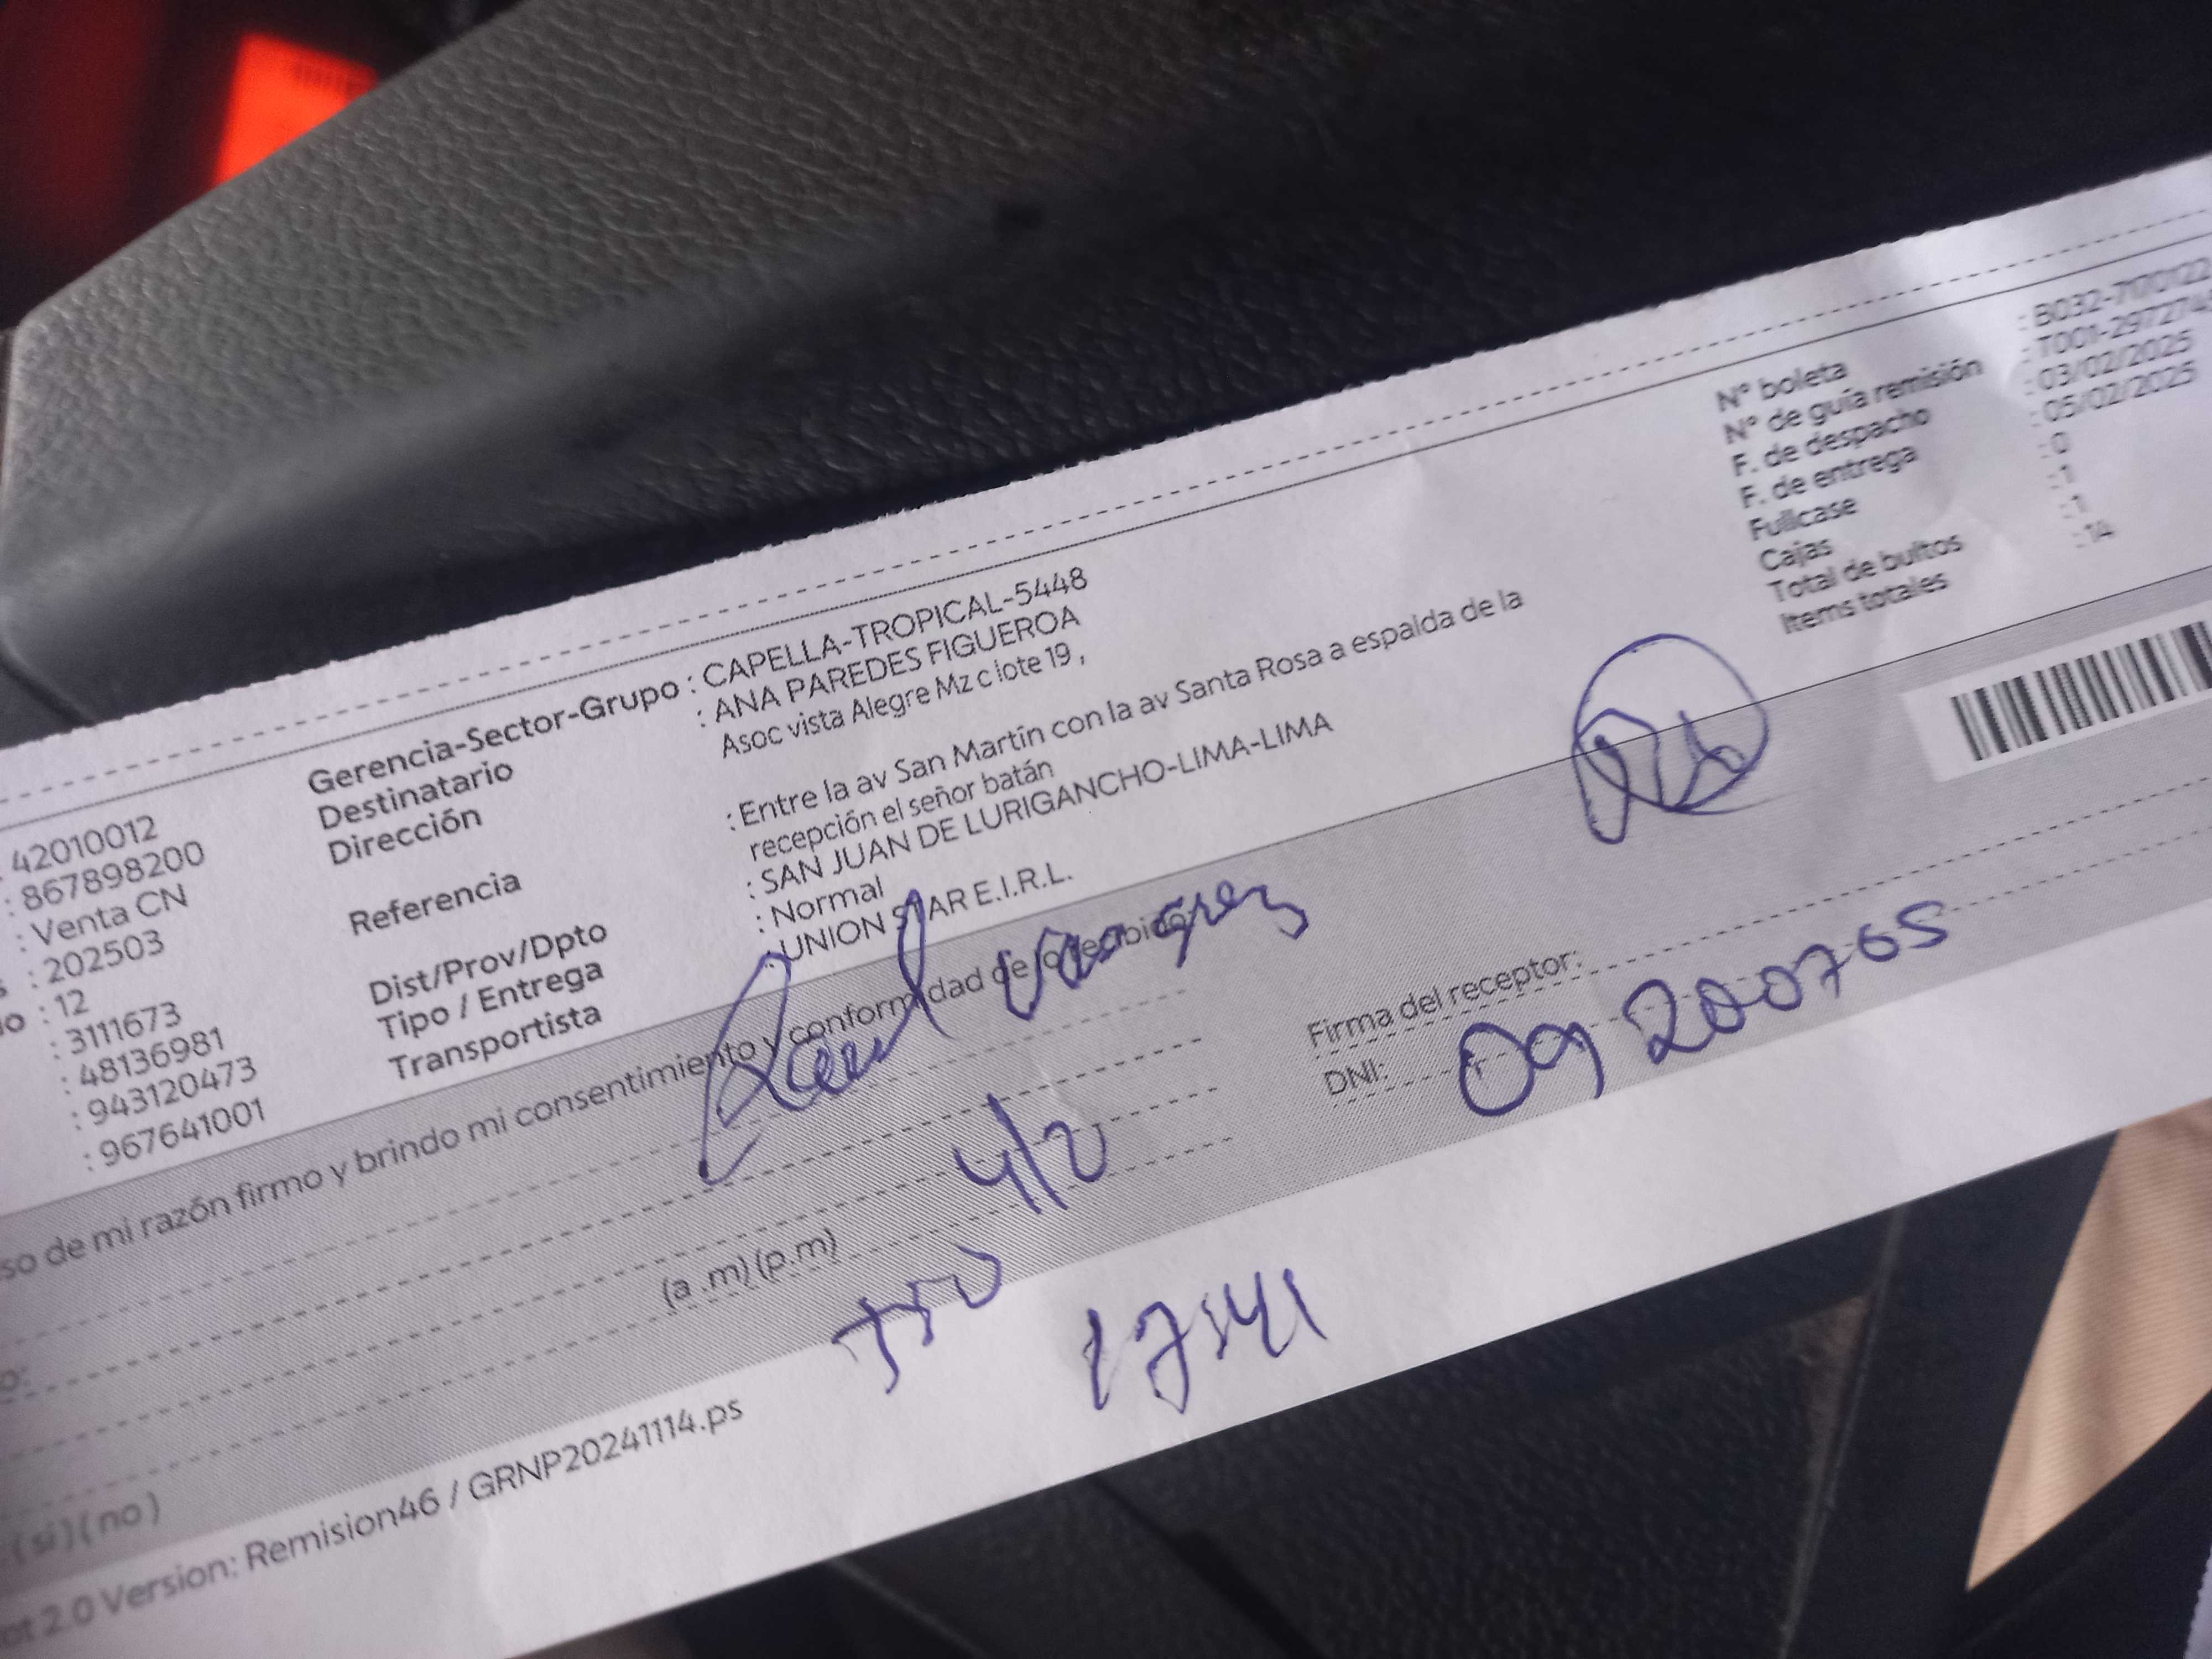 42010012
: 867898200
: Venta CN
: 202503
: 12
: 3111673
: 48136981
: 943120473
: 967641001
Gerencia-Sector-Grupo : CAPELLA-TROPICAL-5448
Destinatario : ANA PAREDES FIGUEROA
Dirección Asoc vista Alegre Mz c lote 19 ,
Referencia : Entre la av San Martín con la av Santa Rosa a espalda de la
recepción el señor batán
Dist/Prov/Dpto : SAN JUAN DE LURIGANCHO-LIMA-LIMA
Tipo / Entrega : Normal
Transportista : UNION STAR E.I.R.L.
N° boleta
N° de guía remisión
F. de despacho : 03/02/2025
F. de entrega : 05/02/2025
Fullcase : 0
Cajas : 1
Total de bultos : 1
Items totales : 14
so de mi razón firmo y brindo mi consentimiento y conformidad de lo recibido
4/2
(a .m) (p.m)
Firma del receptor:
DNI: 09200765
17:41
(si) (no)
2.0 Version: Remision46 / GRNP20241114.ps